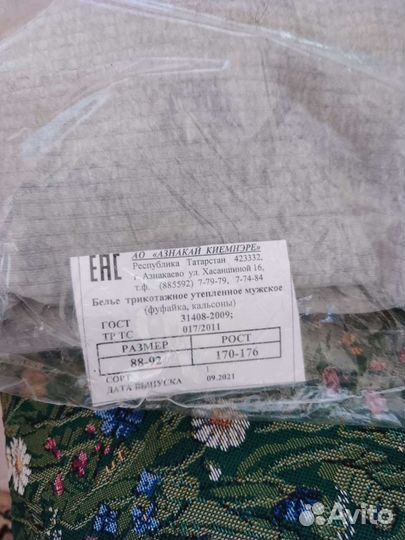 ЕАС
АО «АЗНАКАЙ КИЕМНЭРЕ»
Республика Татарстан 423332,
г. Азнакаево ул. Хасаншиной 16,
т.ф. (885592) 7-79-79, 7-74-84
Белье трикотажное утепленное мужское
(фуфайка, кальсоны)
ГОСТ 31408-2009;
ТР ТС 017/2011
РАЗМЕР РОСТ
88-92 170-176
СОРТ 1
ДАТА ВЫПУСКА 09.2021
Avito